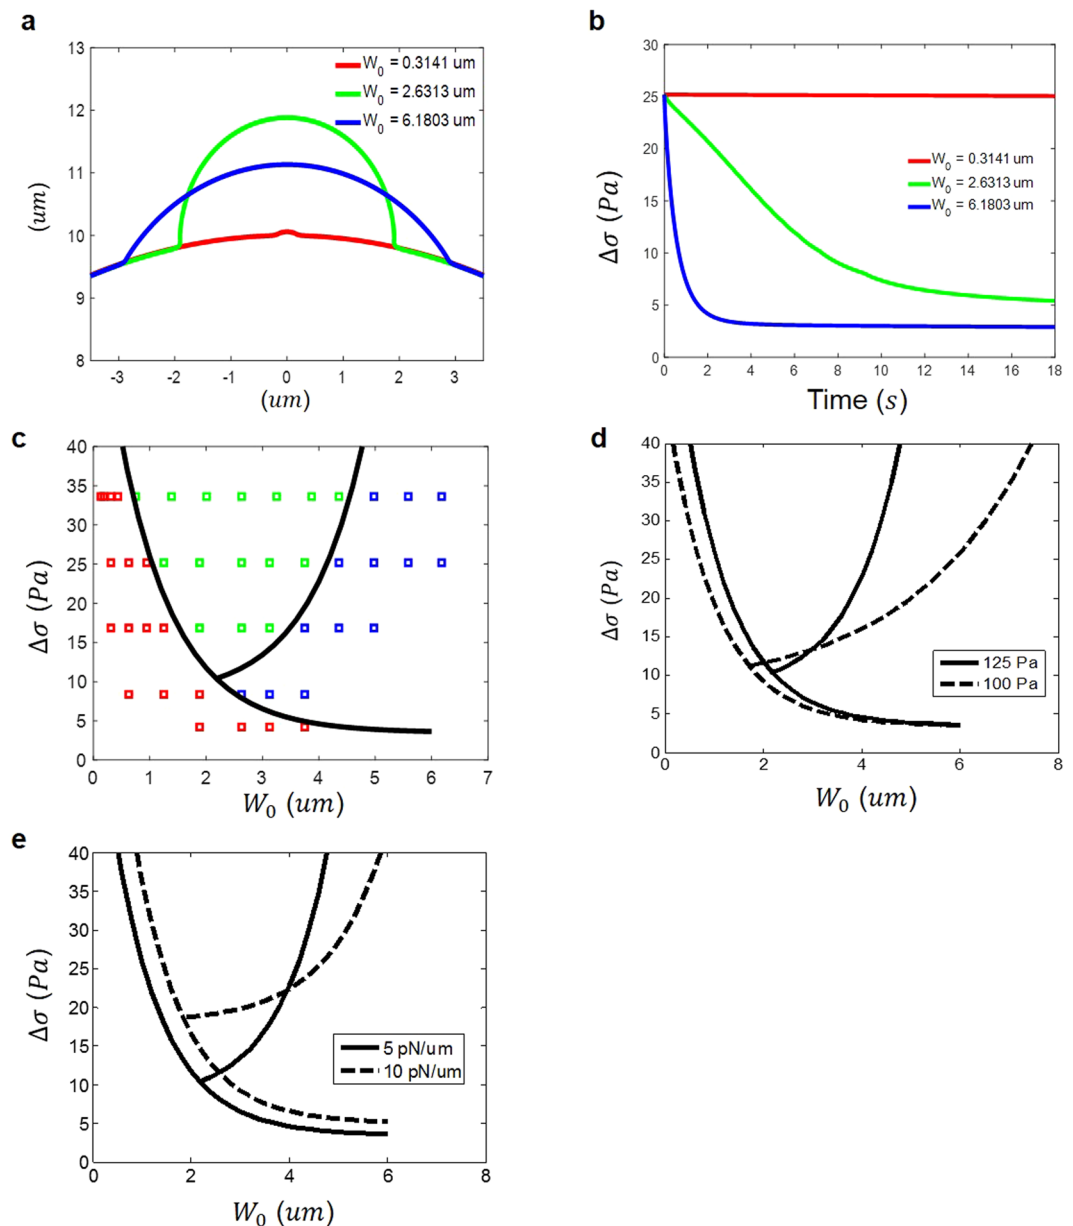 a
13
12
11
10
9
8
(um)
-3 -2 -1 0 1 2 3
(um)
W0 = 0.3141 um
W0 = 2.6313 um
W0 = 6.1803 um
b
30
25
20
15
10
5
0
Δσ (Pa)
0 2 4 6 8 10 12 14 16 18
Time (s)
W0 = 0.3141 um
W0 = 2.6313 um
W0 = 6.1803 um
c
40
35
30
25
20
15
10
5
0
Δσ (Pa)
0 1 2 3 4 5 6 7
W0 (um)
d
40
35
30
25
20
15
10
5
0
Δσ (Pa)
0 2 4 6 8
W0 (um)
125 Pa
100 Pa
e
40
35
30
25
20
15
10
5
0
Δσ (Pa)
0 2 4 6 8
W0 (um)
5 pN/um
10 pN/um